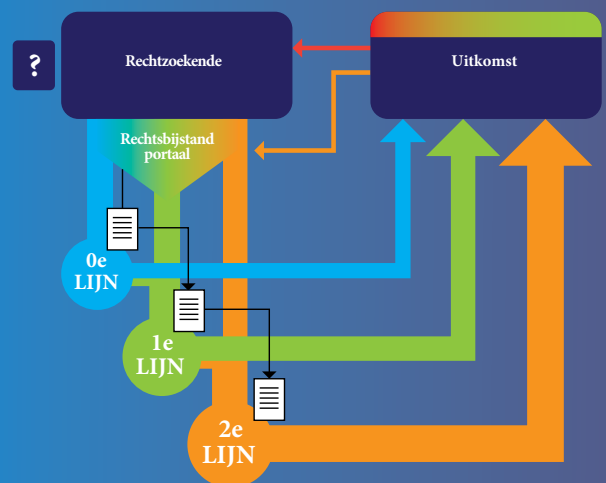 ?
Rechtzoekende
Uitkomst
Rechtsbijstand
portaal
0e
LIJN
1e
LIJN
2e
LIJN